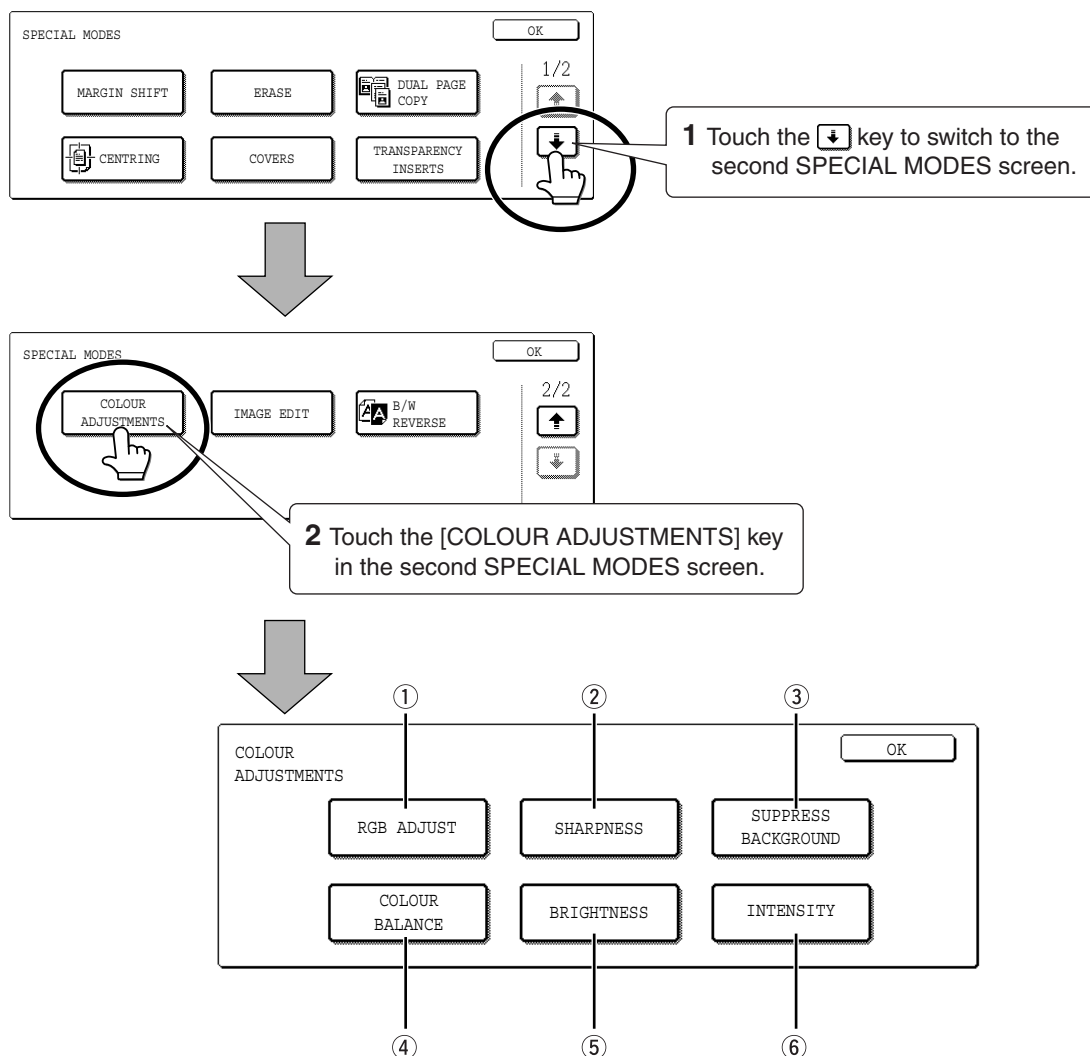 SPECIAL MODES
OK
1/2
MARGIN SHIFT
ERASE
DUAL PAGE
COPY
CENTRING
COVERS
TRANSPARENCY
INSERTS
1 Touch the key to switch to the
second SPECIAL MODES screen.
SPECIAL MODES
OK
2/2
COLOUR
ADJUSTMENTS
IMAGE EDIT
B/W
REVERSE
2 Touch the [COLOUR ADJUSTMENTS] key
in the second SPECIAL MODES screen.
① ② ③
COLOUR
ADJUSTMENTS
OK
RGB ADJUST
SHARPNESS
SUPPRESS
BACKGROUND
COLOUR
BALANCE
BRIGHTNESS
INTENSITY
④ ⑤ ⑥